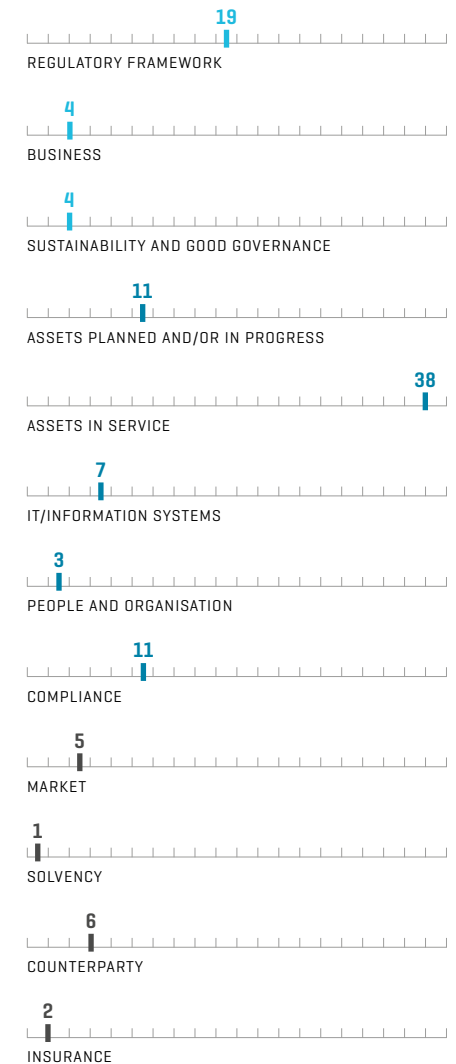 19
REGULATORY FRAMEWORK
4
BUSINESS
4
SUSTAINABILITY AND GOOD GOVERNANCE
11
ASSETS PLANNED AND/OR IN PROGRESS
38
ASSETS IN SERVICE
7
IT/INFORMATION SYSTEMS
3
PEOPLE AND ORGANISATION
11
COMPLIANCE
5
MARKET
1
SOLVENCY
6
COUNTERPARTY
2
INSURANCE